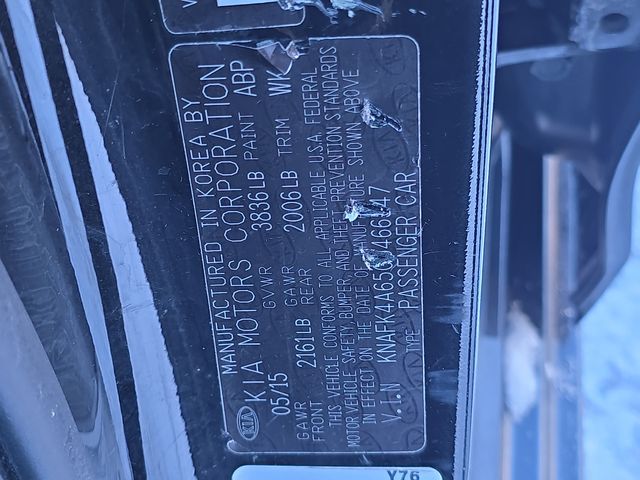 KIA
MANUFACTURED IN KOREA BY
KIA MOTORS CORPORATION
05/15 GVWR 3836LB PAINT ABP
GAWR FRONT 2161LB GAWR REAR 2006LB TRIM WK
THIS VEHICLE CONFORMS TO ALL APPLICABLE U.S.A. FEDERAL
MOTOR VEHICLE SAFETY, BUMPER, AND THEFT PREVENTION STANDARDS
IN EFFECT ON THE DATE OF MANUFACTURE SHOWN ABOVE
V.I.N
TYPE: PASSENGER CAR
Y76